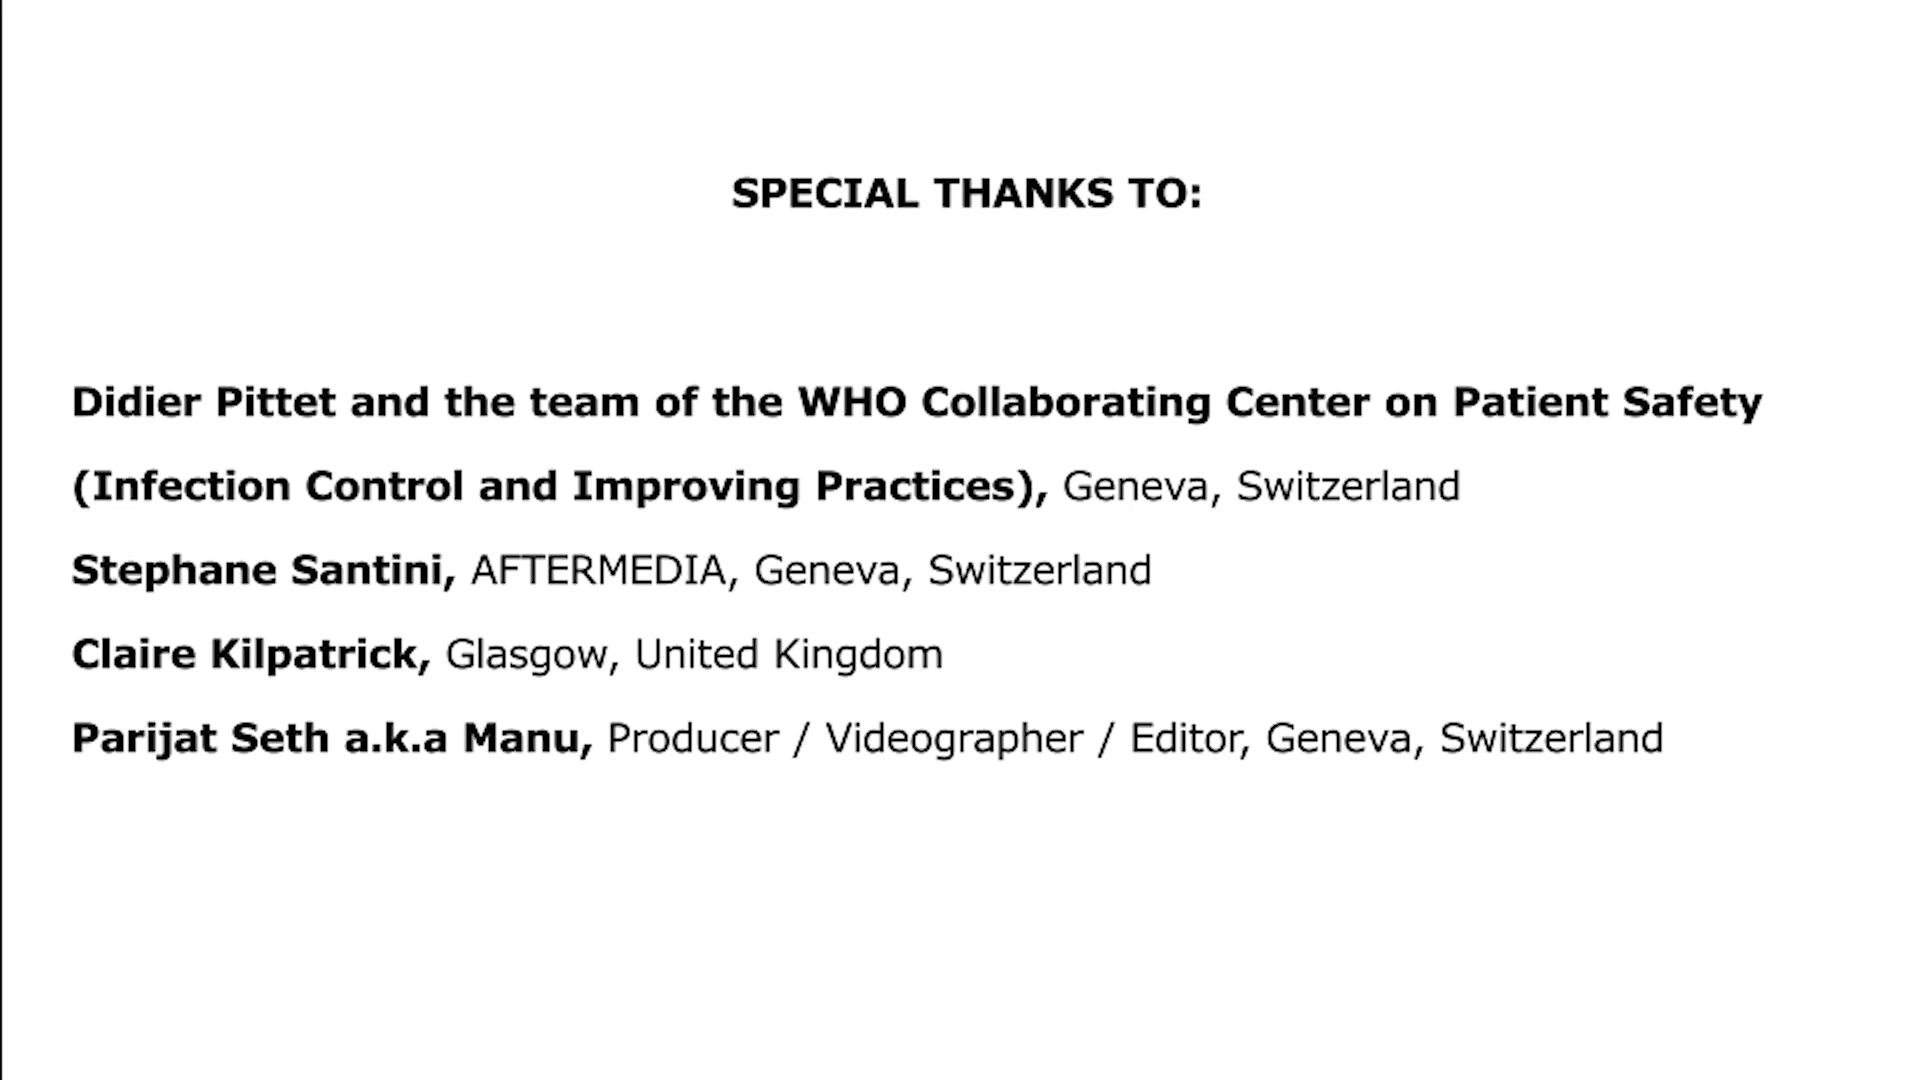 SPECIAL THANKS TO:
Didier Pittet and the team of the WHO Collaborating Center on Patient Safety
(Infection Control and Improving Practices), Geneva, Switzerland
Stephane Santini, AFTERMEDIA, Geneva, Switzerland
Claire Kilpatrick, Glasgow, United Kingdom
Parijat Seth a.k.a Manu, Producer / Videographer / Editor, Geneva, Switzerland